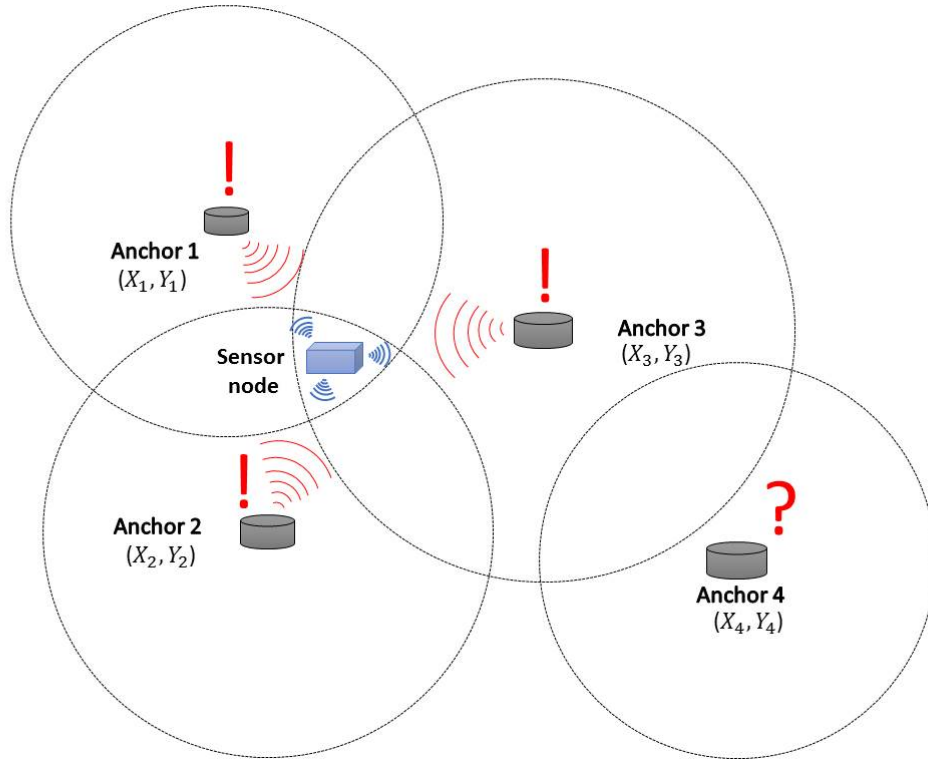 !
Anchor 1
(X₁, Y₁)
!
Anchor 3
(X₃, Y₃)
Sensor
node
!
Anchor 2
(X₂, Y₂)
?
Anchor 4
(X₄, Y₄)